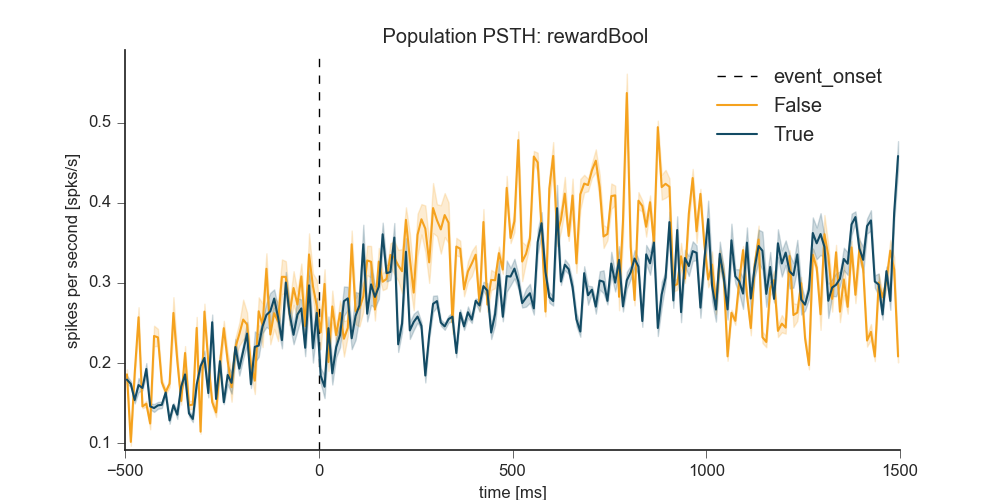 Population PSTH: rewardBool
event_onset
False
True
spikes per second [spks/s]
0.5
0.4
0.3
0.2
0.1
−500
0
500
1000
1500
time [ms]